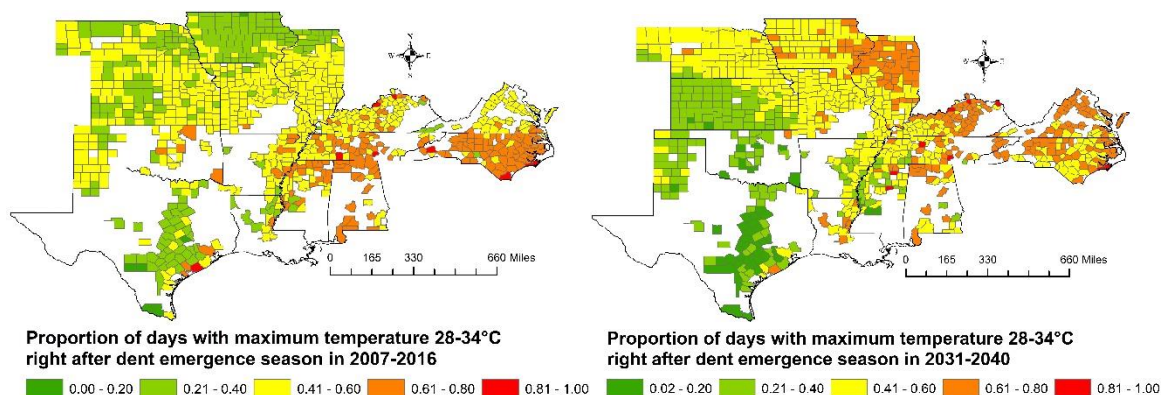 N
W E
S
0 165 330 660 Miles
Proportion of days with maximum temperature 28-34°C
right after dent emergence season in 2007-2016
0.00 - 0.20 0.21 - 0.40 0.41 - 0.60 0.61 - 0.80 0.81 - 1.00
N
W E
S
0 165 330 660 Miles
Proportion of days with maximum temperature 28-34°C
right after dent emergence season in 2031-2040
0.02 - 0.20 0.21 - 0.40 0.41 - 0.60 0.61 - 0.80 0.81 - 1.00